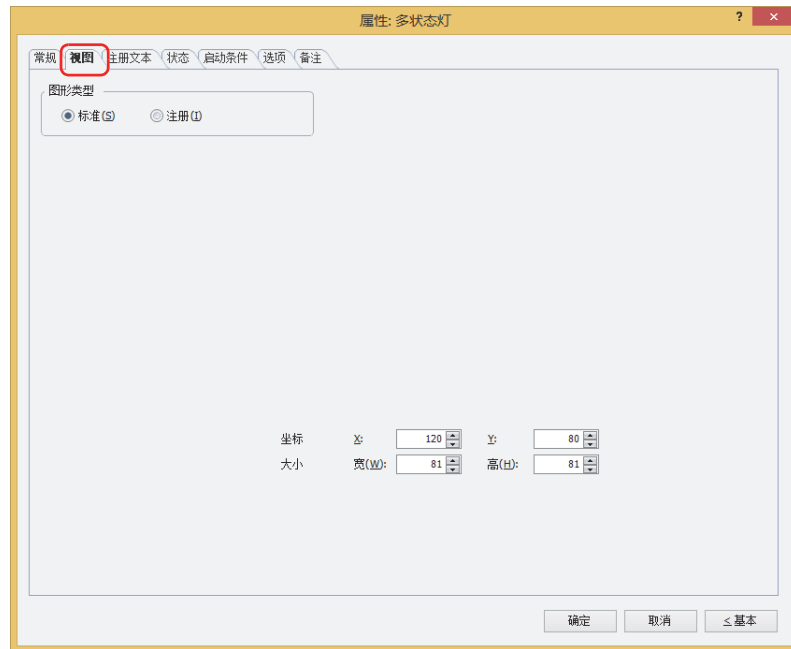 属性: 多状态灯 ? ×
常规 视图 注册文本 状态 启动条件 选项 备注
图形类型
标准(S) 注册(I)
坐标 X: 120 Y: 80
大小 宽(W): 81 高(H): 81
确定 取消 ≤基本